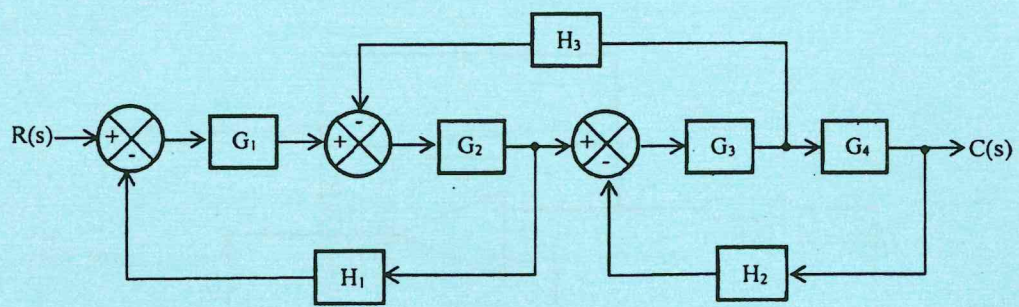 H₃
R(s) + - G₁ + - G₂ + - G₃ G₄ C(s)
H₁ H₂